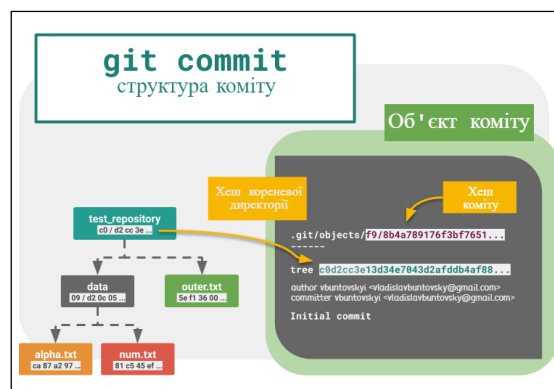 git commit
структура коміту
Об'єкт коміту
Хеш кореневої
директорії
Хеш
коміту
test_repository
c0 / d2 cc 3e ...
data
09 / d2 0c 05 ...
outer.txt
5e f1 36 00 ...
alpha.txt
ca 87 a2 97 ...
num.txt
81 c5 45 ef ...
.git/objects/f9/8b4a789176f3bf7651...
------
tree c0d2cc3e13d34e7043d2afddb4af88...
author vbuntovskyi <vladislavbuntovsky@gmail.com>
committer vbuntovskyi <vladislavbuntovsky@gmail.com>
Initial commit